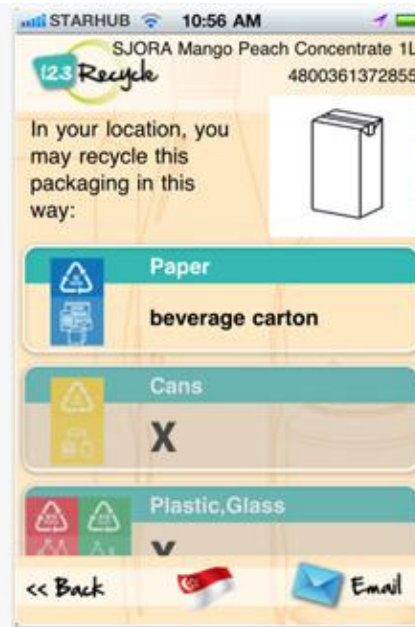 STARHUB 10:56 AM
SJORA Mango Peach Concentrate 1L
123 Recycle
4800361372855
In your location, you
may recycle this
packaging in this
way:
Paper
beverage carton
Cans
X
Plastic,Glass
X
<< Back
Email